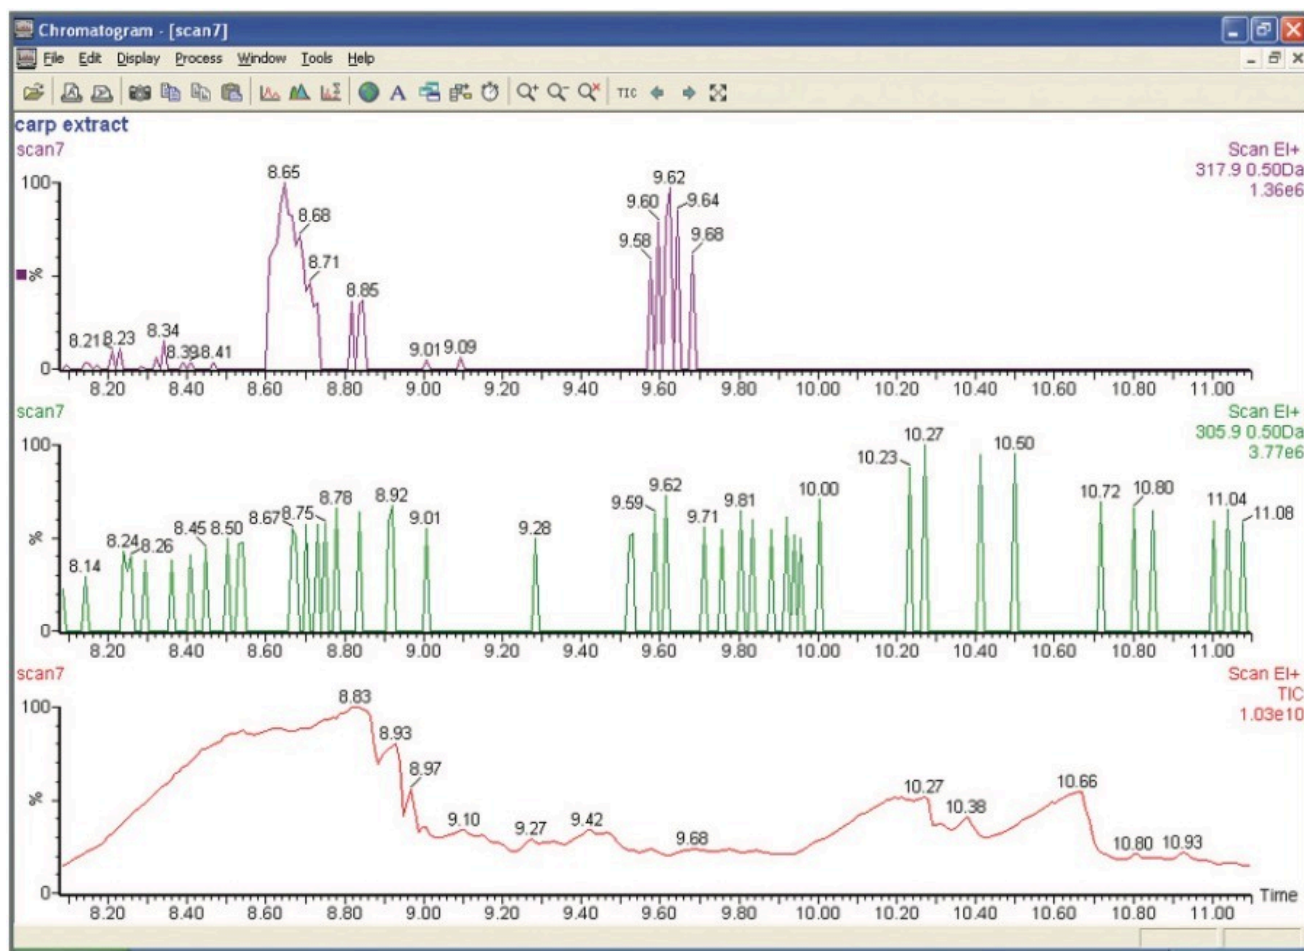 Chromatogram - [scan7]
File Edit Display Process Window Tools Help
A A TIC
carp extract
scan7 Scan EI+
317.9 0.50Da
1.36e6
100
%
0
8.65
8.68
8.71
8.85
8.21 8.23 8.34 8.39 8.41
9.01 9.09
9.62
9.60 9.64
9.58 9.68
8.20 8.40 8.60 8.80 9.00 9.20 9.40 9.60 9.80 10.00 10.20 10.40 10.60 10.80 11.00
scan7 Scan EI+
305.9 0.50Da
3.77e6
100
%
0
8.14 8.24 8.26 8.45 8.50 8.67 8.75 8.78 8.92 9.01 9.28 9.59 9.62 9.71 9.81 10.00 10.23 10.27 10.50 10.72 10.80 11.04 11.08
8.20 8.40 8.60 8.80 9.00 9.20 9.40 9.60 9.80 10.00 10.20 10.40 10.60 10.80 11.00
scan7 Scan EI+
TIC
1.03e10
100
%
0
8.83 8.93 8.97 9.10 9.27 9.42 9.68 10.27 10.38 10.66 10.80 10.93
Time
8.20 8.40 8.60 8.80 9.00 9.20 9.40 9.60 9.80 10.00 10.20 10.40 10.60 10.80 11.00